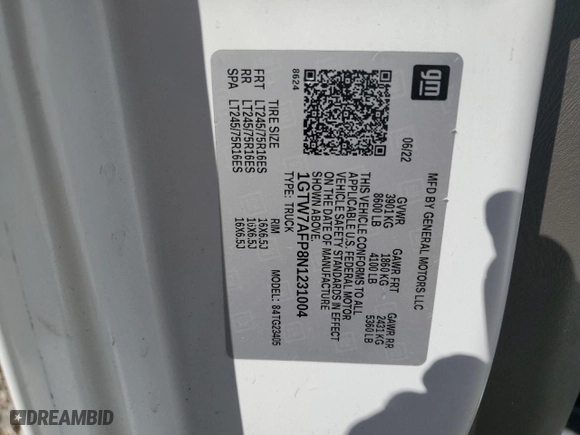 gm
MFD BY GENERAL MOTORS LLC
06/22
GVWR GAWR FRT GAWR RR
3901 KG 1860 KG 2431 KG
8600 LB 4100 LB 5360 LB
THIS VEHICLE CONFORMS TO ALL
APPLICABLE U.S. FEDERAL MOTOR
VEHICLE SAFETY STANDARDS IN EFFECT
ON THE DATE OF MANUFACTURE
SHOWN ABOVE.
1GTW7AFP8N1231004
TYPE: TRUCK
8624
84TG23405
TIRE SIZE RIM
FRT LT245/75R16ES 16X6.5J
RR LT245/75R16ES 16X6.5J
SPA LT245/75R16ES 16X6.5J
DREAMBID